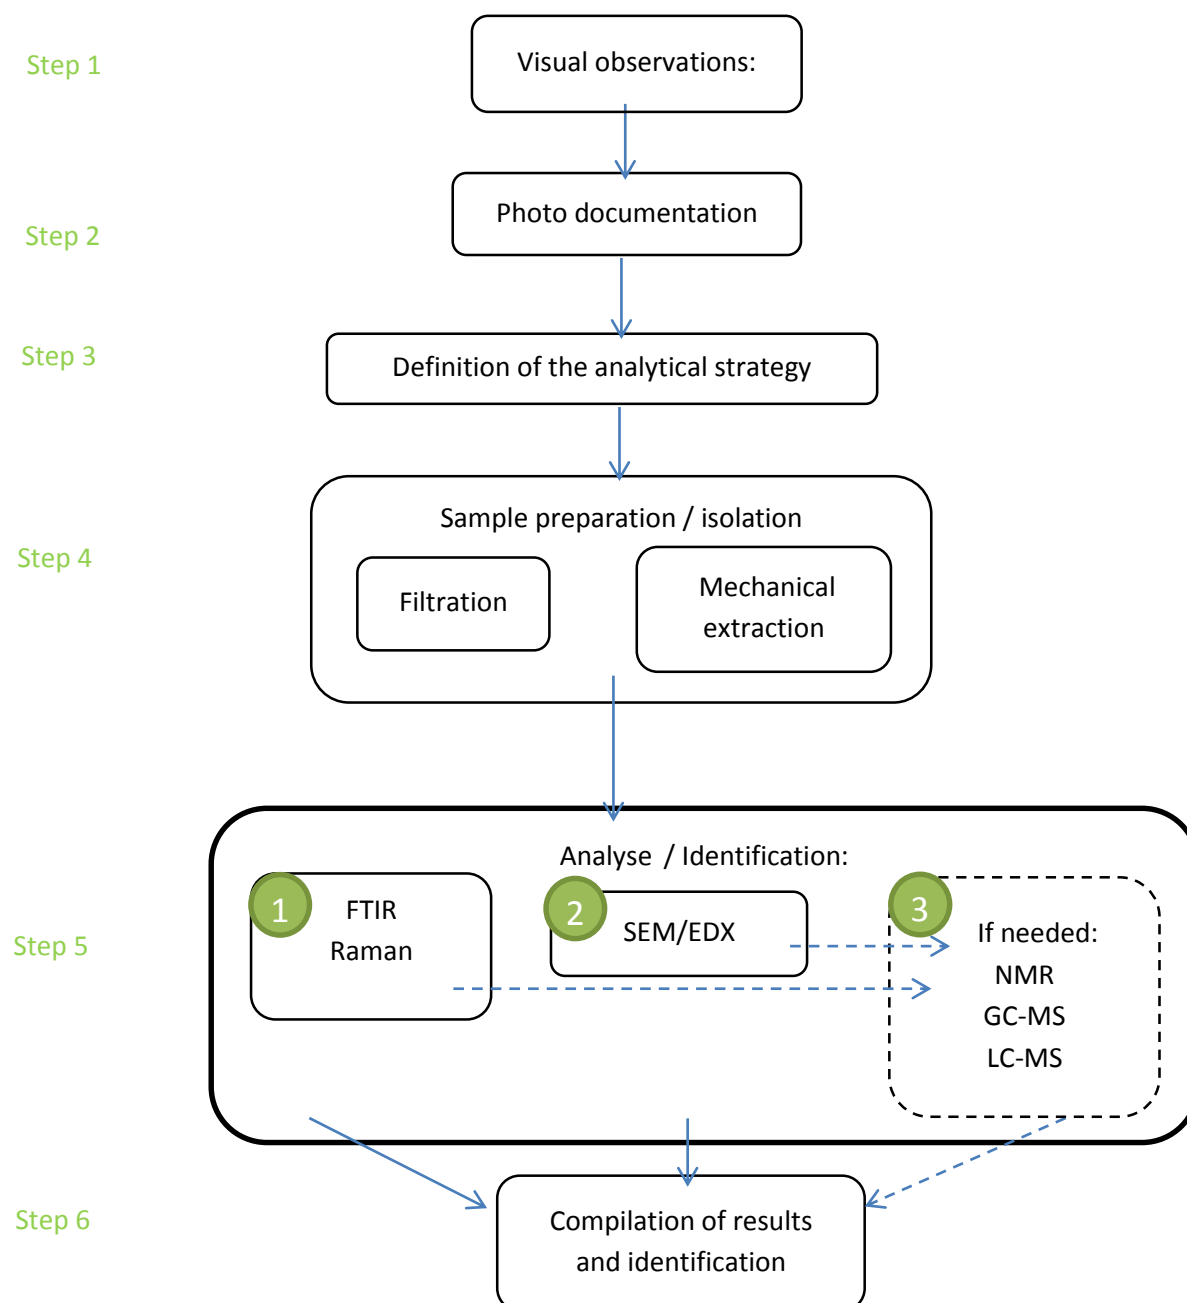 Step 1
Visual observations:
Step 2
Photo documentation
Step 3
Definition of the analytical strategy
Step 4
Sample preparation / isolation
Filtration
Mechanical
extraction
Step 5
Analyse / Identification:
1
FTIR
Raman
2
SEM/EDX
3
If needed:
NMR
GC-MS
LC-MS
Step 6
Compilation of results
and identification